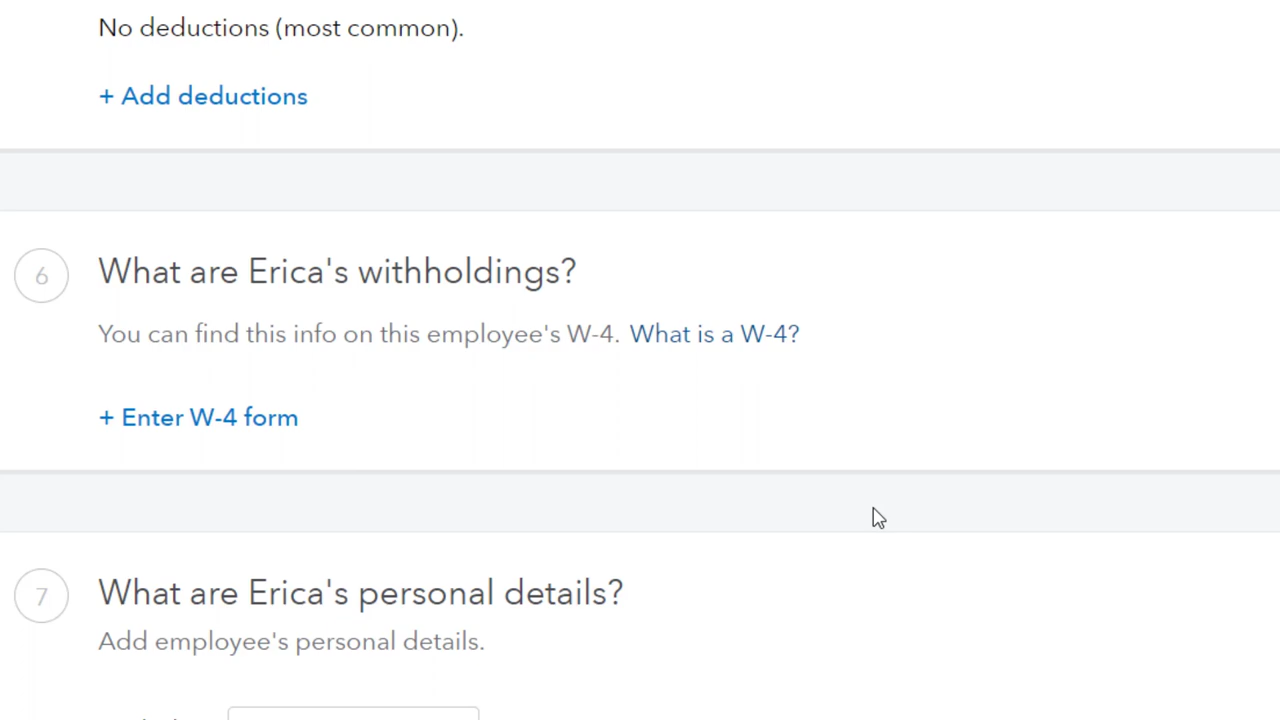 No deductions (most common).
+ Add deductions
6
What are Erica's withholdings?
You can find this info on this employee's W-4. What is a W-4?
+ Enter W-4 form
7
What are Erica's personal details?
Add employee's personal details.